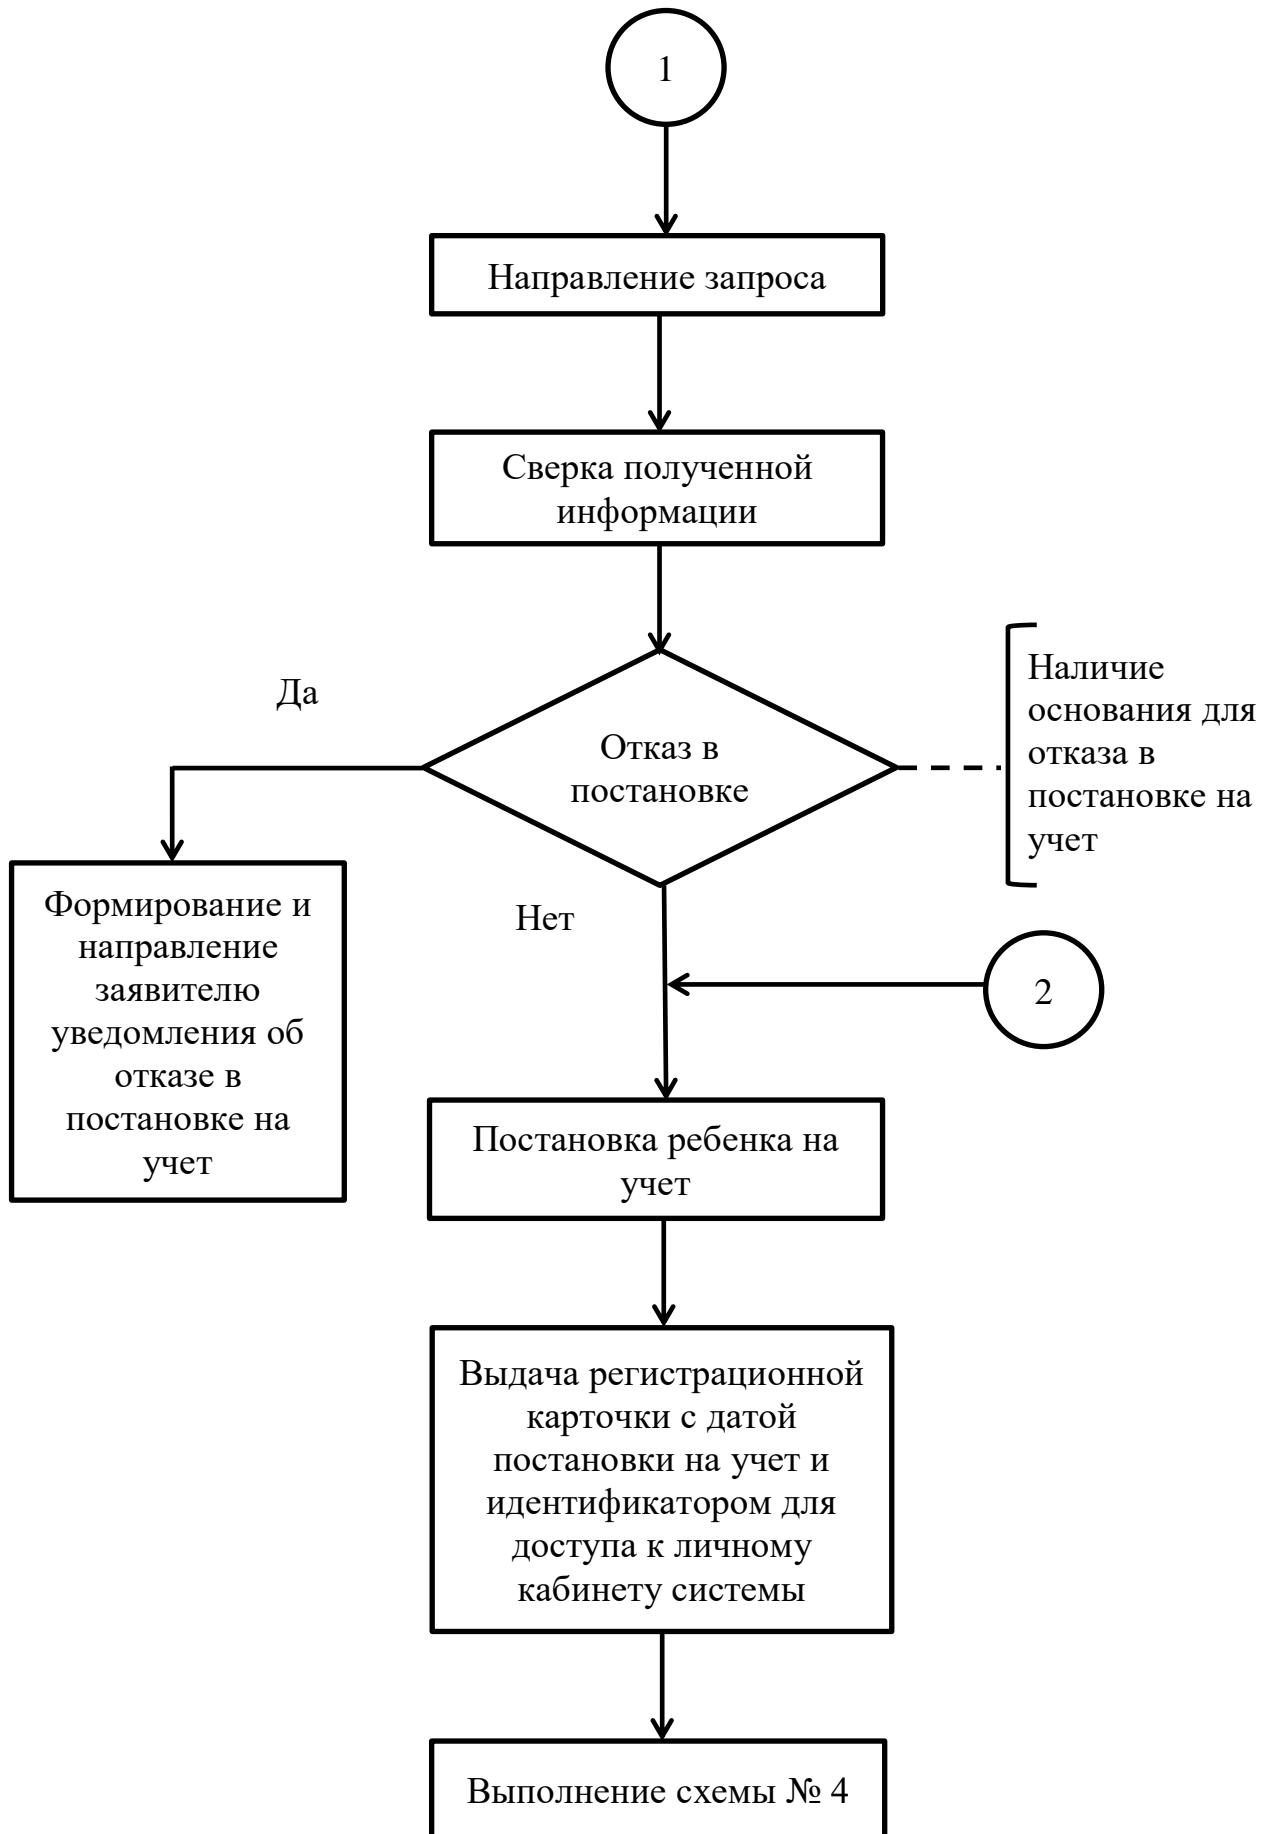 1
Направление запроса
Сверка полученной
информации
Да
Отказ в
постановке
Наличие
основания для
отказа в
постановке на
учет
Формирование и
направление
заявителю
уведомления об
отказе в
постановке на
учет
Нет
2
Постановка ребенка на
учет
Выдача регистрационной
карточки с датой
постановки на учет и
идентификатором для
доступа к личному
кабинету системы
Выполнение схемы № 4